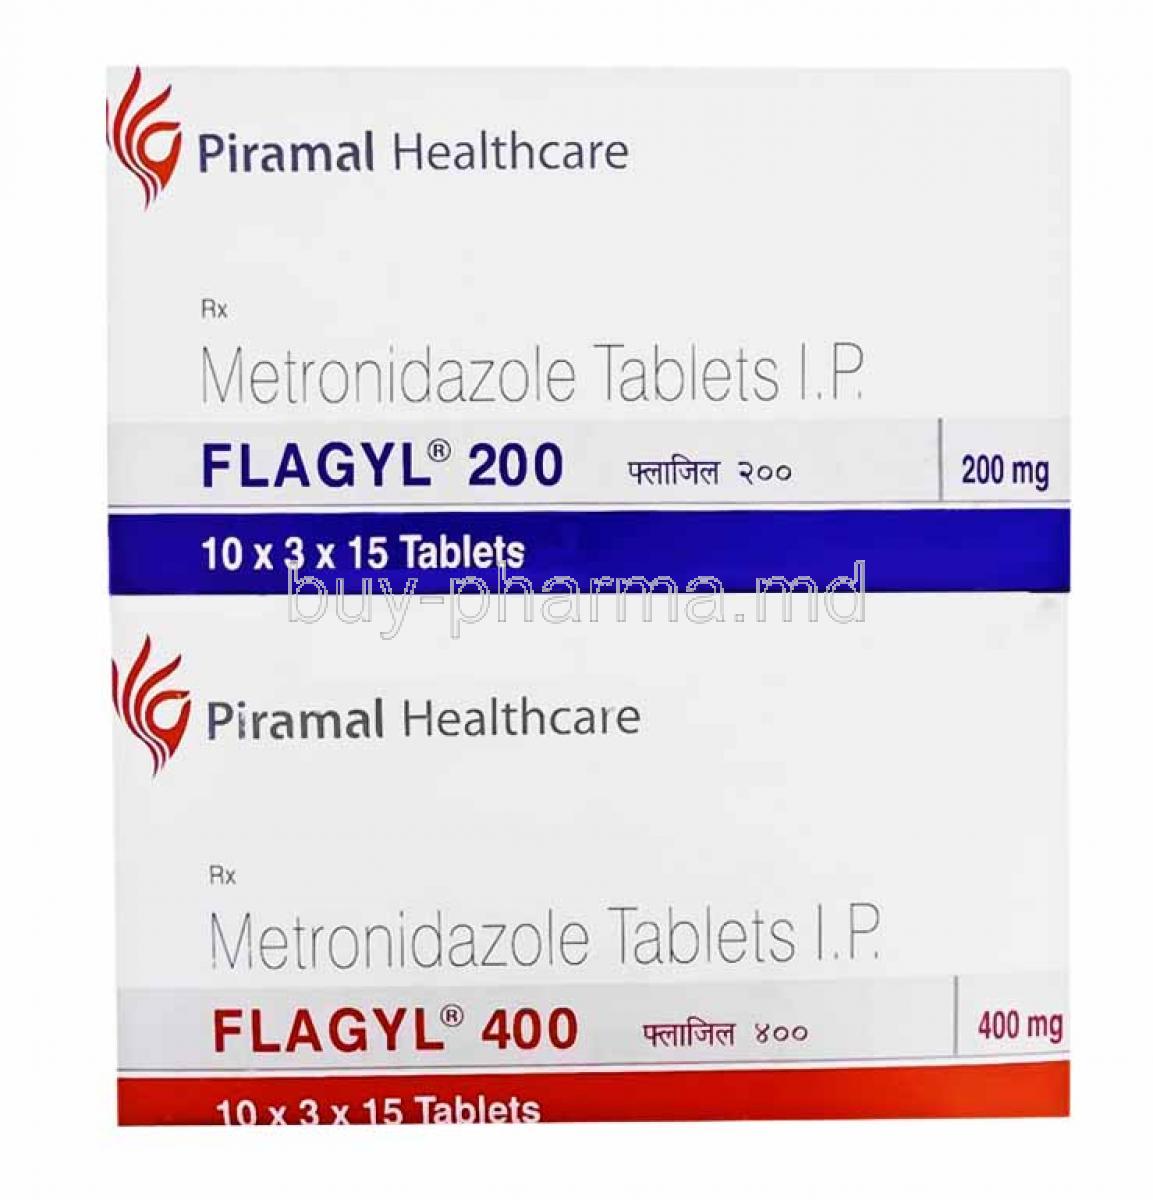 Piramal Healthcare
Rx
Metronidazole Tablets I.P.
FLAGYL® 200 फ्लाजिल २०० 200 mg
10 x 3 x 15 Tablets
buy-pharma.md
Piramal Healthcare
Rx
Metronidazole Tablets I.P.
FLAGYL® 400 फ्लाजिल ४०० 400 mg
10 x 3 x 15 Tablets